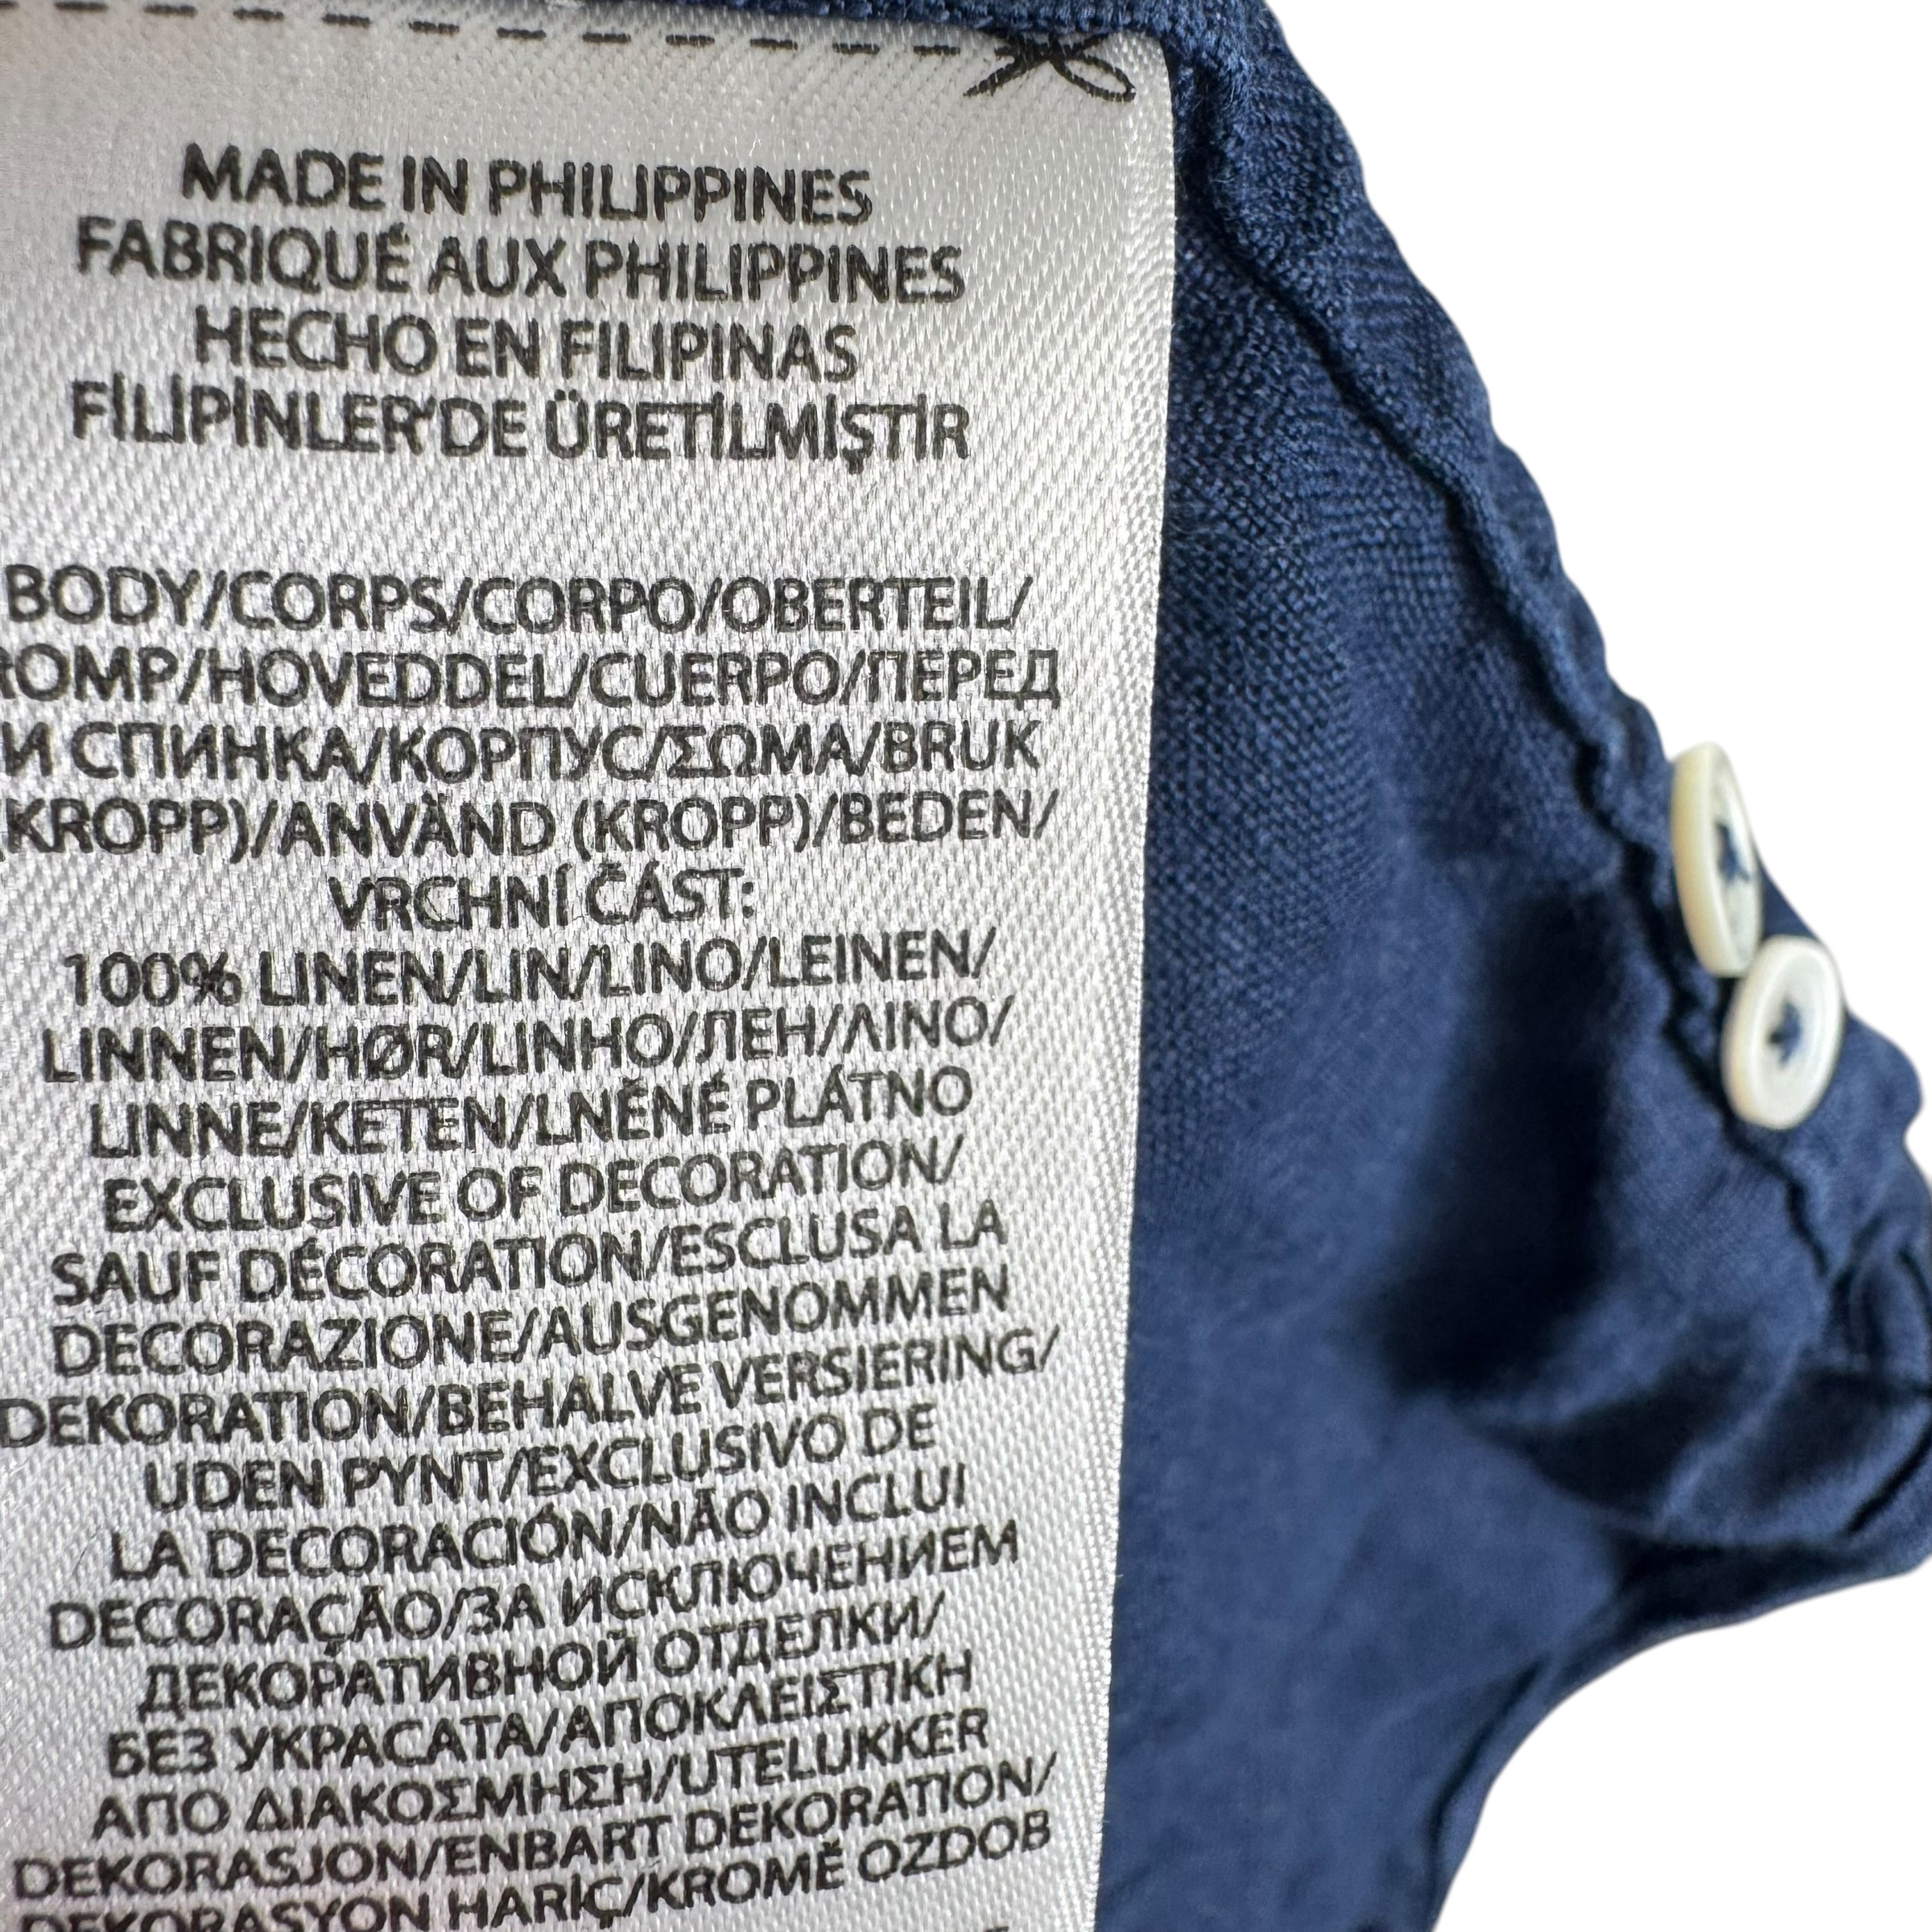 MADE IN PHILIPPINES
FABRIQUÉ AUX PHILIPPINES
HECHO EN FILIPINAS
FİLİPİNLER'DE ÜRETİLMİŞTİR
BODY/CORPS/CORPO/OBERTEIL/
ROMP/HOVEDDEL/CUERPO/ПЕРЕД
И СПИНКА/КОРПУС/ΣΩΜΑ/BRUK
(KROPP)/ANVÄND (KROPP)/BEDEN/
VRCHNÍ ČÁST:
100% LINEN/LIN/LINO/LEINEN/
LINNEN/HØR/LINHO/ЛЕН/ΛΙΝΟ/
LINNE/KETEN/LNĚNÉ PLÁTNO
EXCLUSIVE OF DECORATION/
SAUF DÉCORATION/ESCLUSA LA
DECORAZIONE/AUSGENOMMEN
DEKORATION/BEHALVE VERSIERING/
UDEN PYNT/EXCLUSIVO DE
LA DECORACIÓN/NÃO INCLUI
DECORAÇÃO/ЗА ИСКЛЮЧЕНИЕМ
ДЕКОРАТИВНОЙ ОТДЕЛКИ/
БЕЗ УКРАСАТА/ΑΠΟΚΛΕΙΣΤΙΚΗ
ΑΠΟ ΔΙΑΚΟΣΜΗΣΗ/UTELUKKER
DEKORASJON/ENBART DEKORATION/
DEKORASYON HARİÇ/KROMĚ OZDOB